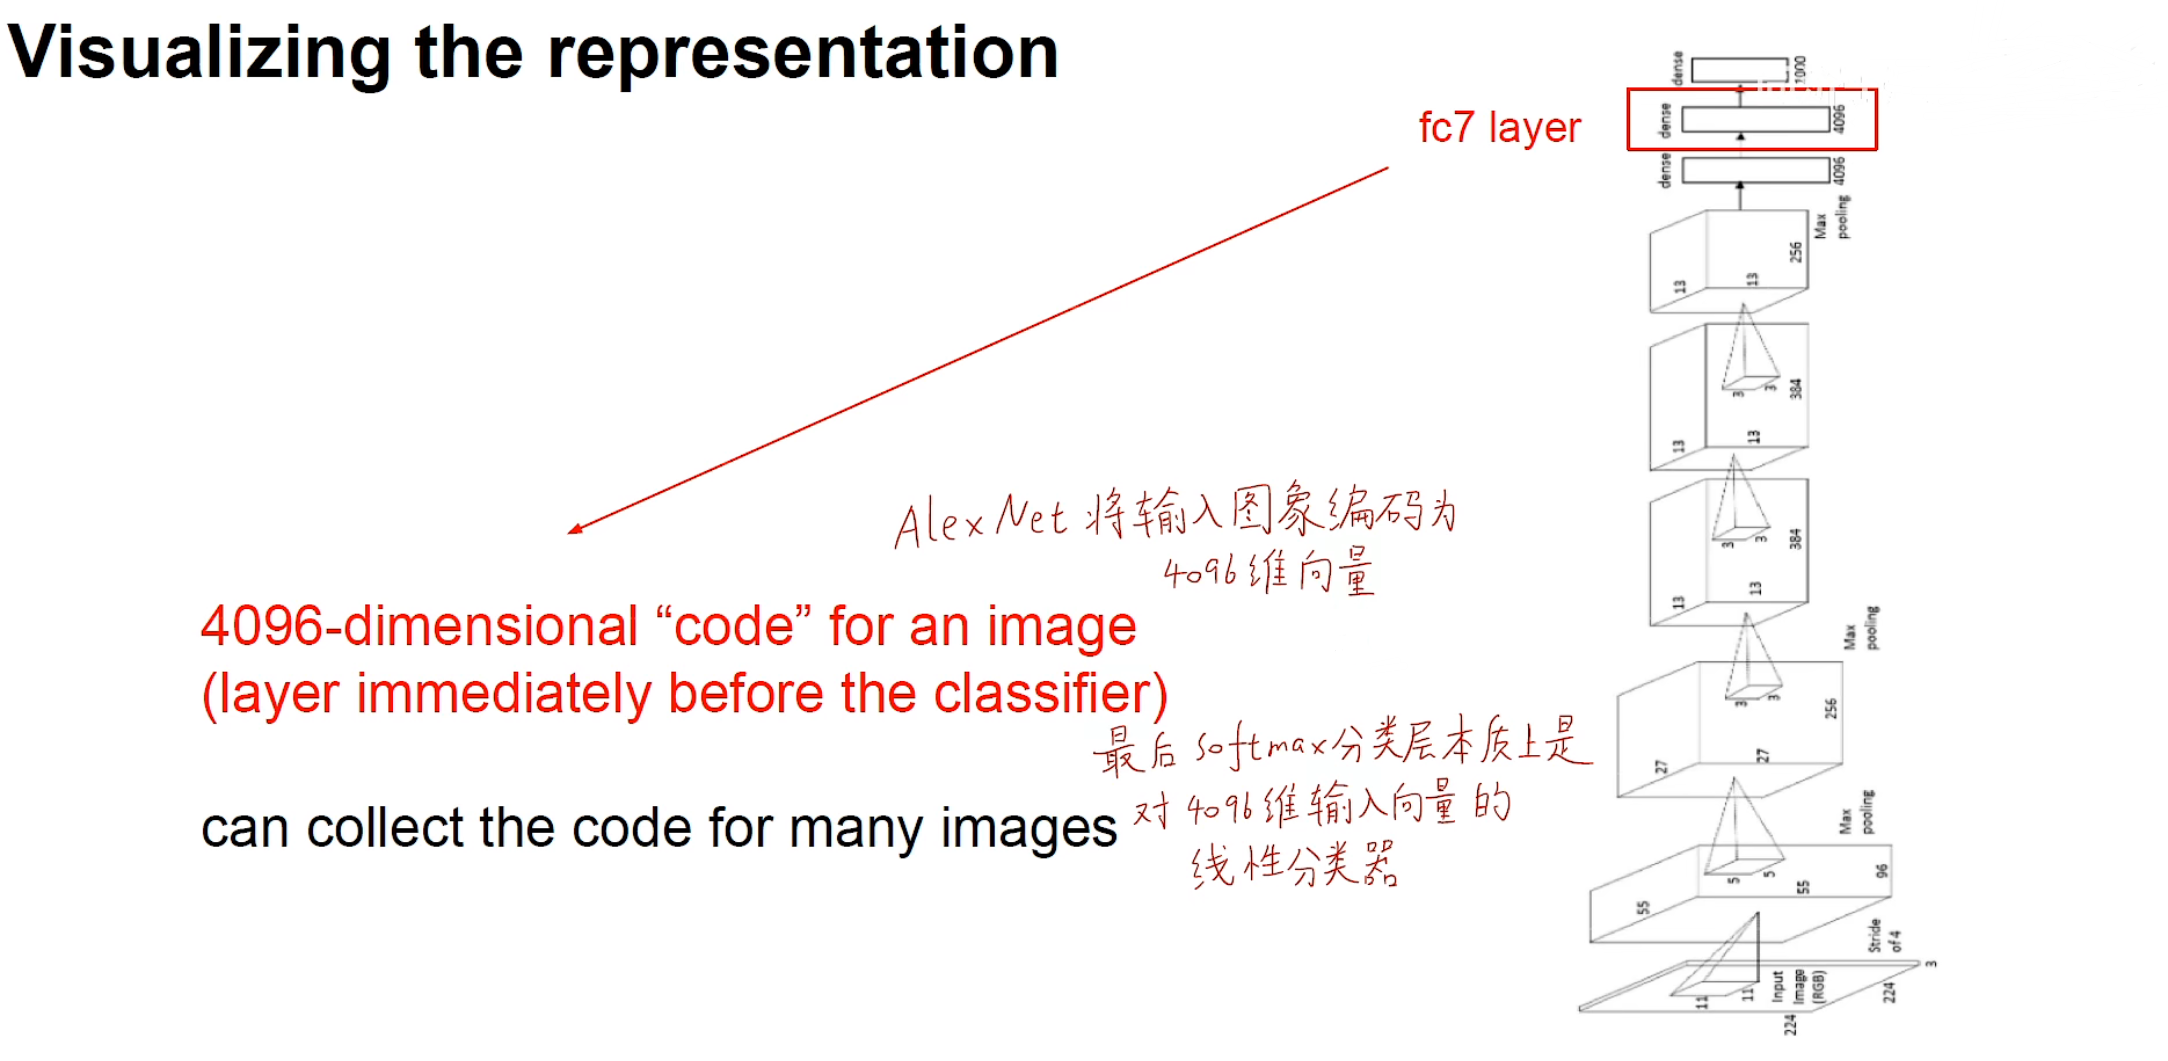 Visualizing the representation
fc7 layer
AlexNet 将输入图象编码为
4096维向量
4096-dimensional “code” for an image
(layer immediately before the classifier)
最后 softmax分类层本质上是
对 4096维输入向量的
线性分类器
can collect the code for many images
dense
1000
dense
4096
dense
4096
Max
pooling
256
13
13
384
3
3
13
13
384
3
3
13
13
Max
pooling
256
3
3
27
27
Max
pooling
96
5
5
55
55
Stride
of 4
3
11
11
Input
Image
(RGB)
224
224